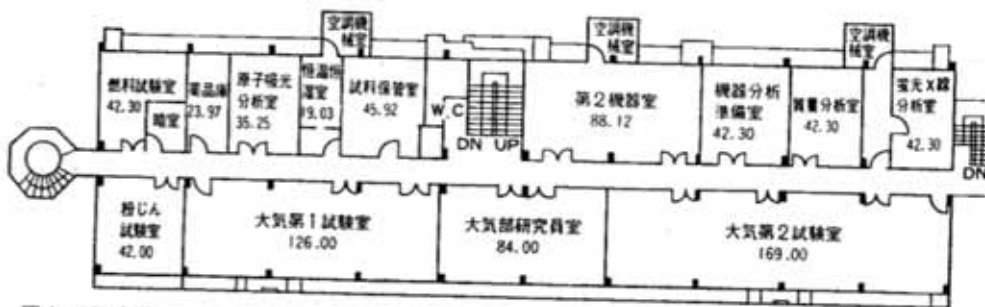 空調機
械室
空調機
械室
空調機
械室
燃料試験室
42.30
暗室
薬品庫
23.97
原子吸光
分析室
35.25
恒温恒
湿室
19.03
試料保管室
45.92
W.C
DN UP
第2機器室
88.12
機器分析
準備室
42.30
質量分析室
42.30
蛍光X線
分析室
42.30
DN
粉じん
試験室
42.00
大気第1試験室
126.00
大気部研究員室
84.00
大気第2試験室
169.00